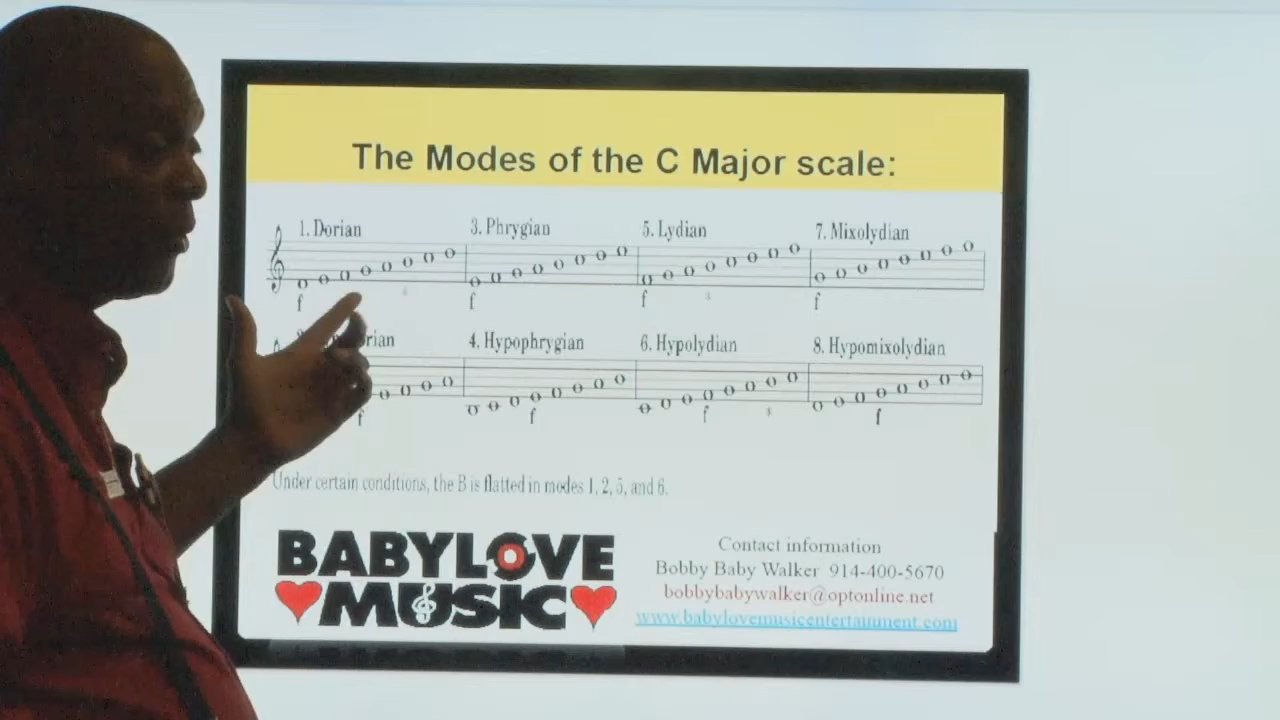 The Modes of the C Major scale:
1. Dorian 3. Phrygian 5. Lydian 7. Mixolydian
f f f f
rian 4. Hypophrygian 6. Hypolydian 8. Hypomixolydian
f f f f
Under certain conditions, the B is flatted in modes 1, 2, 5, and 6.
BABYLOVE
MUSIC
Contact information
Bobby Baby Walker 914-400-5670
bobbybabywalker@optonline.net
www.babylovemusicentertainment.com